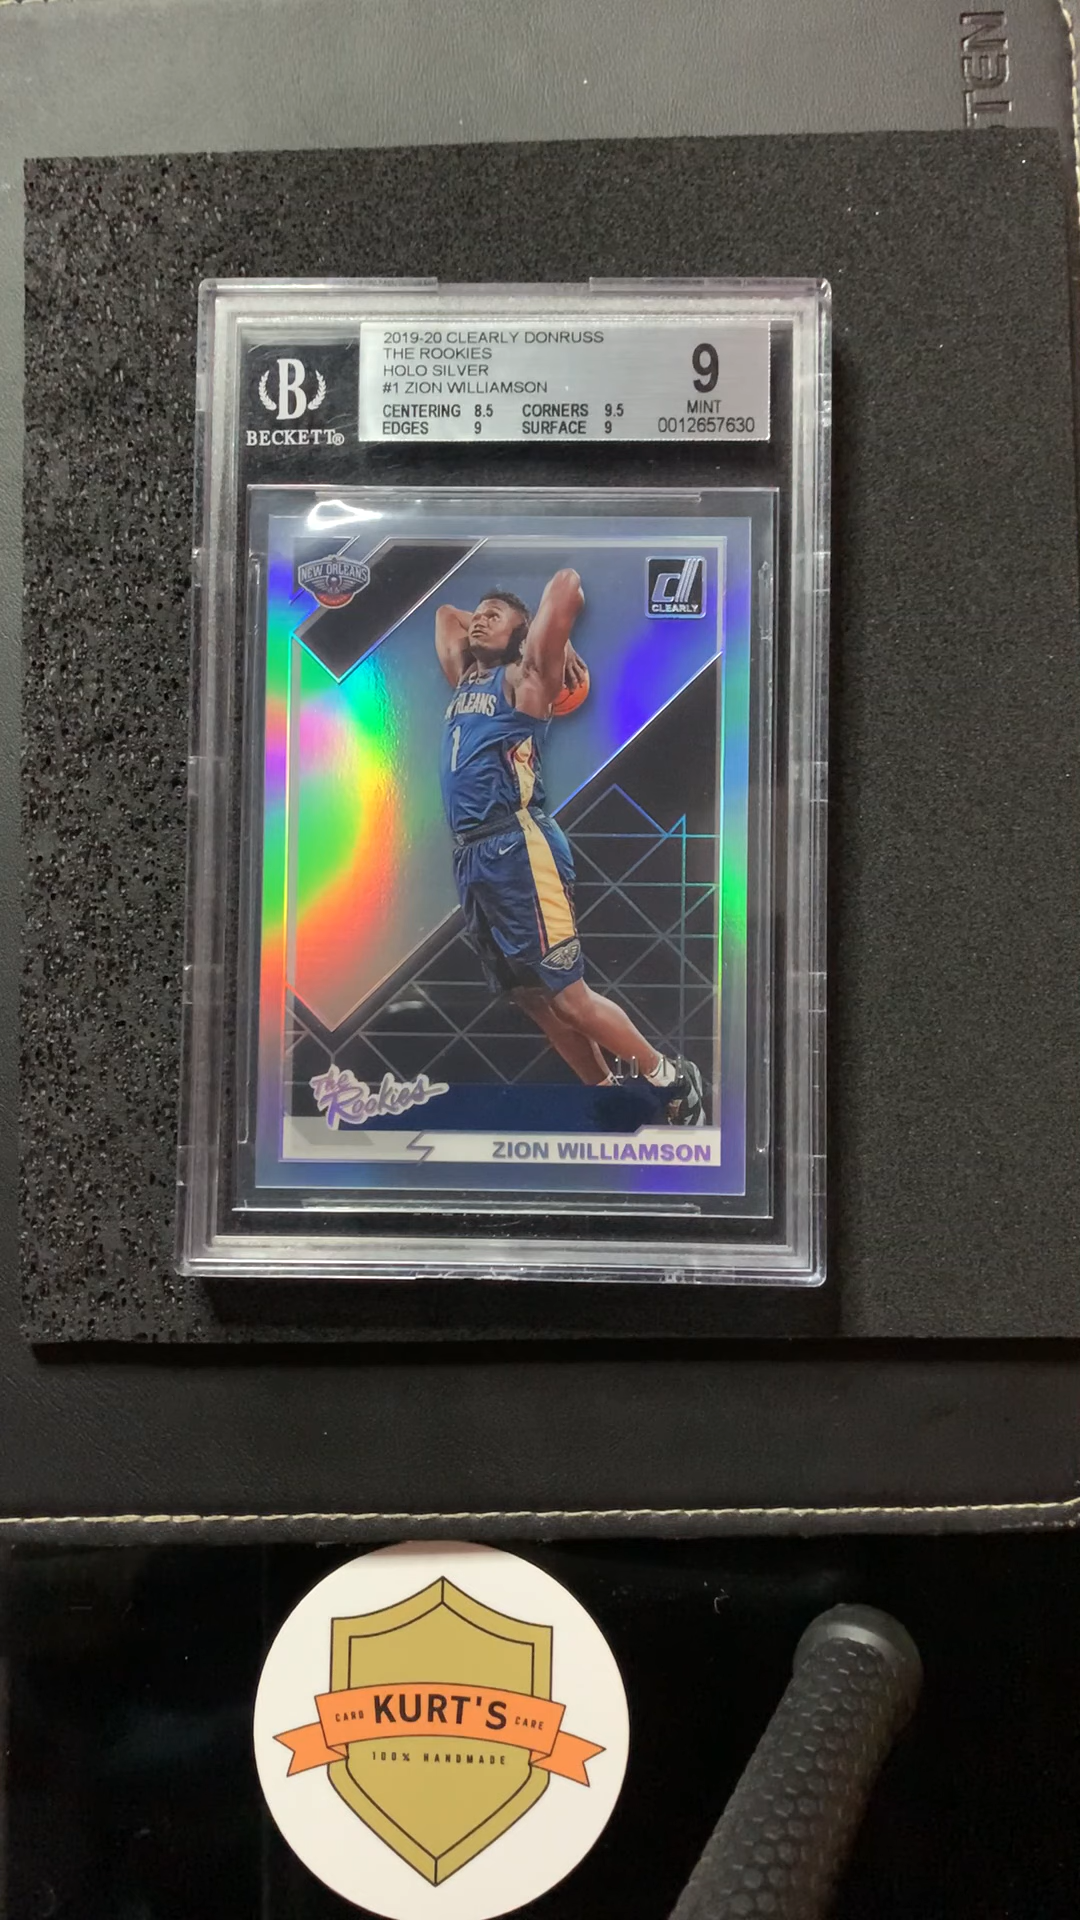 TEN
2019-20 CLEARLY DONRUSS
THE ROOKIES
HOLO SILVER
#1 ZION WILLIAMSON
CENTERING 8.5 CORNERS 9.5
EDGES 9 SURFACE 9
9
MINT
0012657630
B
BECKETT®
NEW ORLEANS
d
CLEARLY
ORLEANS
1
The
Rookies
ZION WILLIAMSON
CARD KURT'S CARE
100% HANDMADE